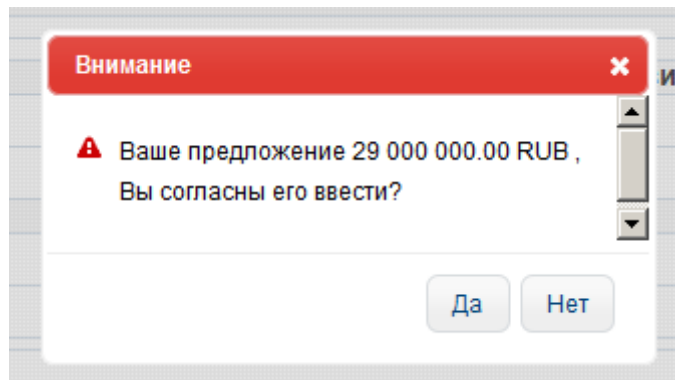 Внимание
Ваше предложение 29 000 000.00 RUB ,
Вы согласны его ввести?
Да Нет